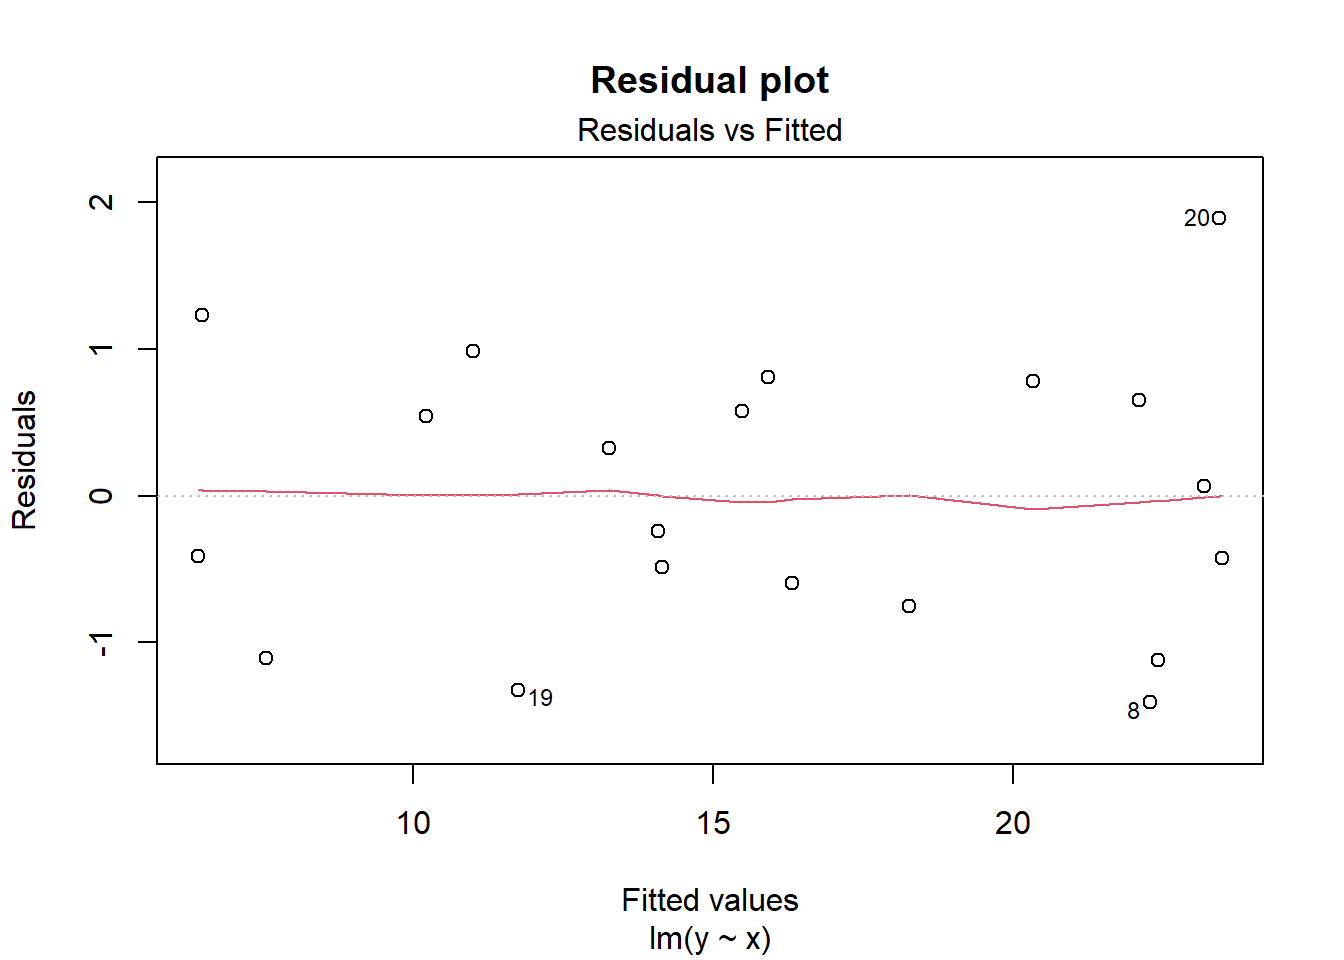 Residual plot
Residuals vs Fitted
Residuals
2
1
0
-1
20
19
8
10 15 20
Fitted values
lm(y ~ x)